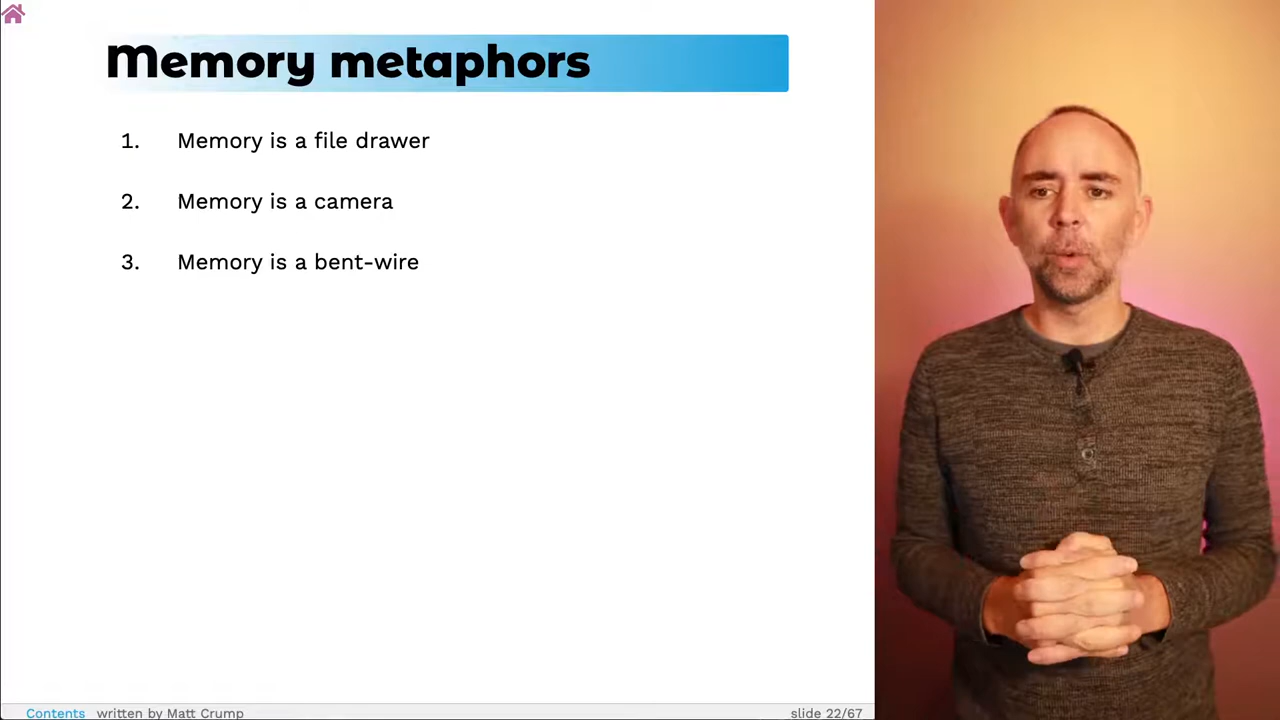 Memory metaphors
1. Memory is a file drawer
2. Memory is a camera
3. Memory is a bent-wire
Contents written by Matt Crump slide 22/67